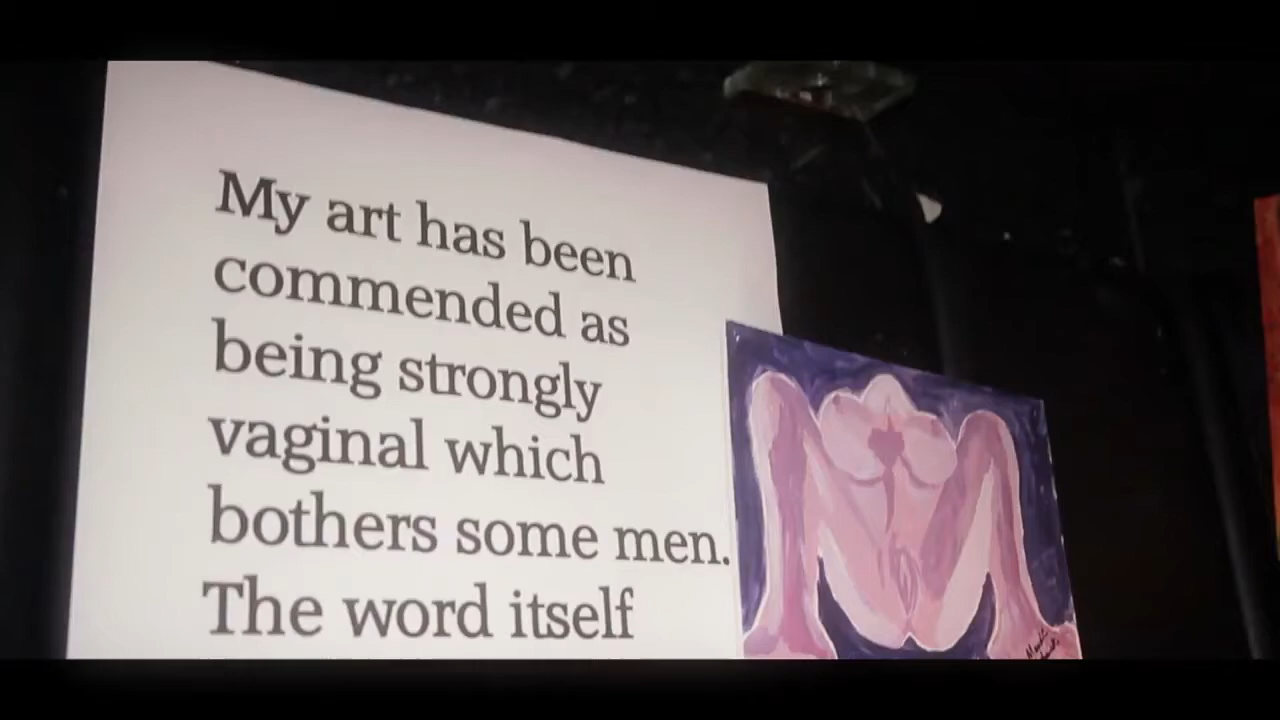 My art has been
commended as
being strongly
vaginal which
bothers some men.
The word itself